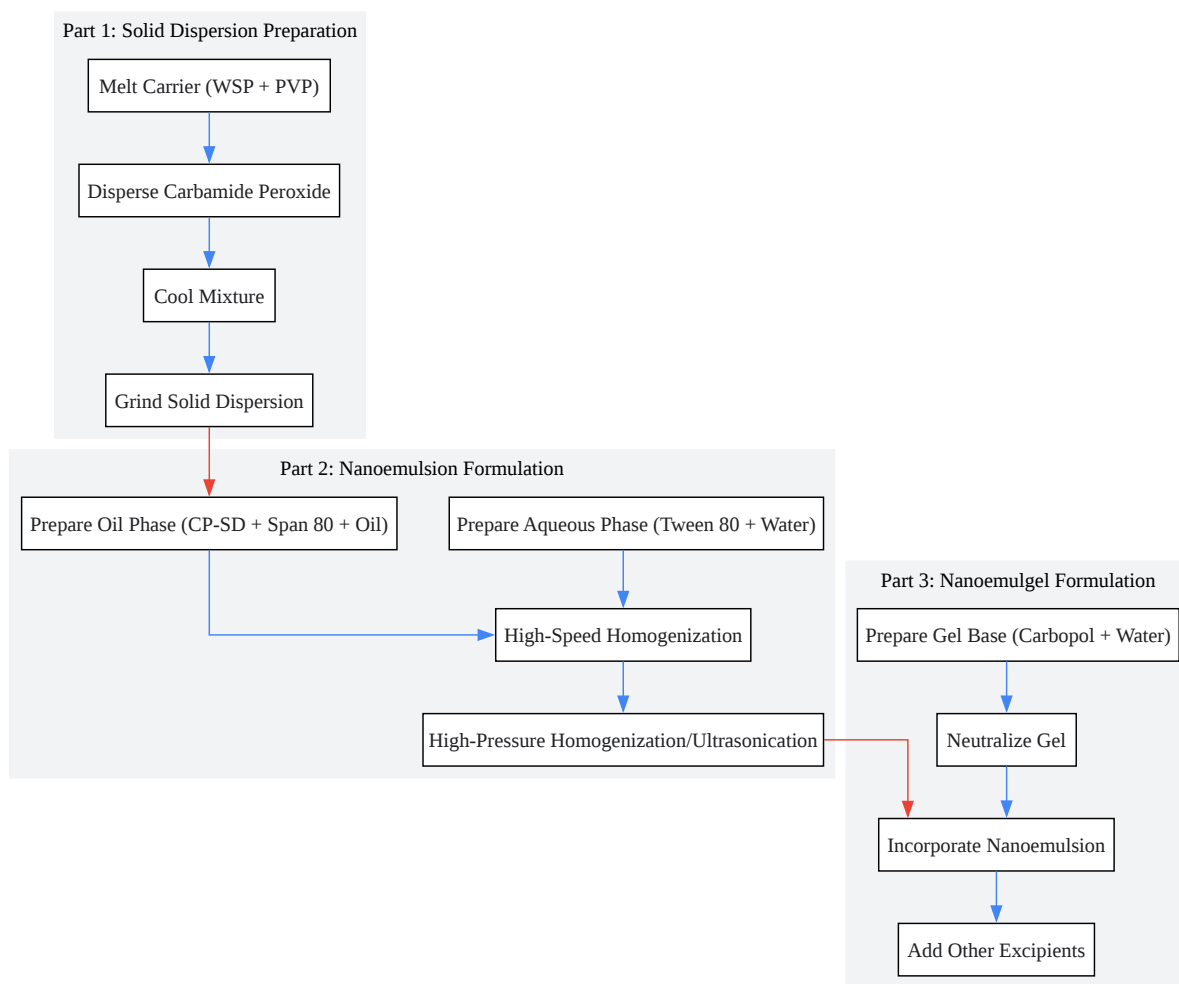 Part 1: Solid Dispersion Preparation
Melt Carrier (WSP + PVP)
Disperse Carbamide Peroxide
Cool Mixture
Grind Solid Dispersion
Part 2: Nanoemulsion Formulation
Prepare Oil Phase (CP-SD + Span 80 + Oil)
Prepare Aqueous Phase (Tween 80 + Water)
High-Speed Homogenization
High-Pressure Homogenization/Ultrasonication
Part 3: Nanoemulgel Formulation
Prepare Gel Base (Carbopol + Water)
Neutralize Gel
Incorporate Nanoemulsion
Add Other Excipients